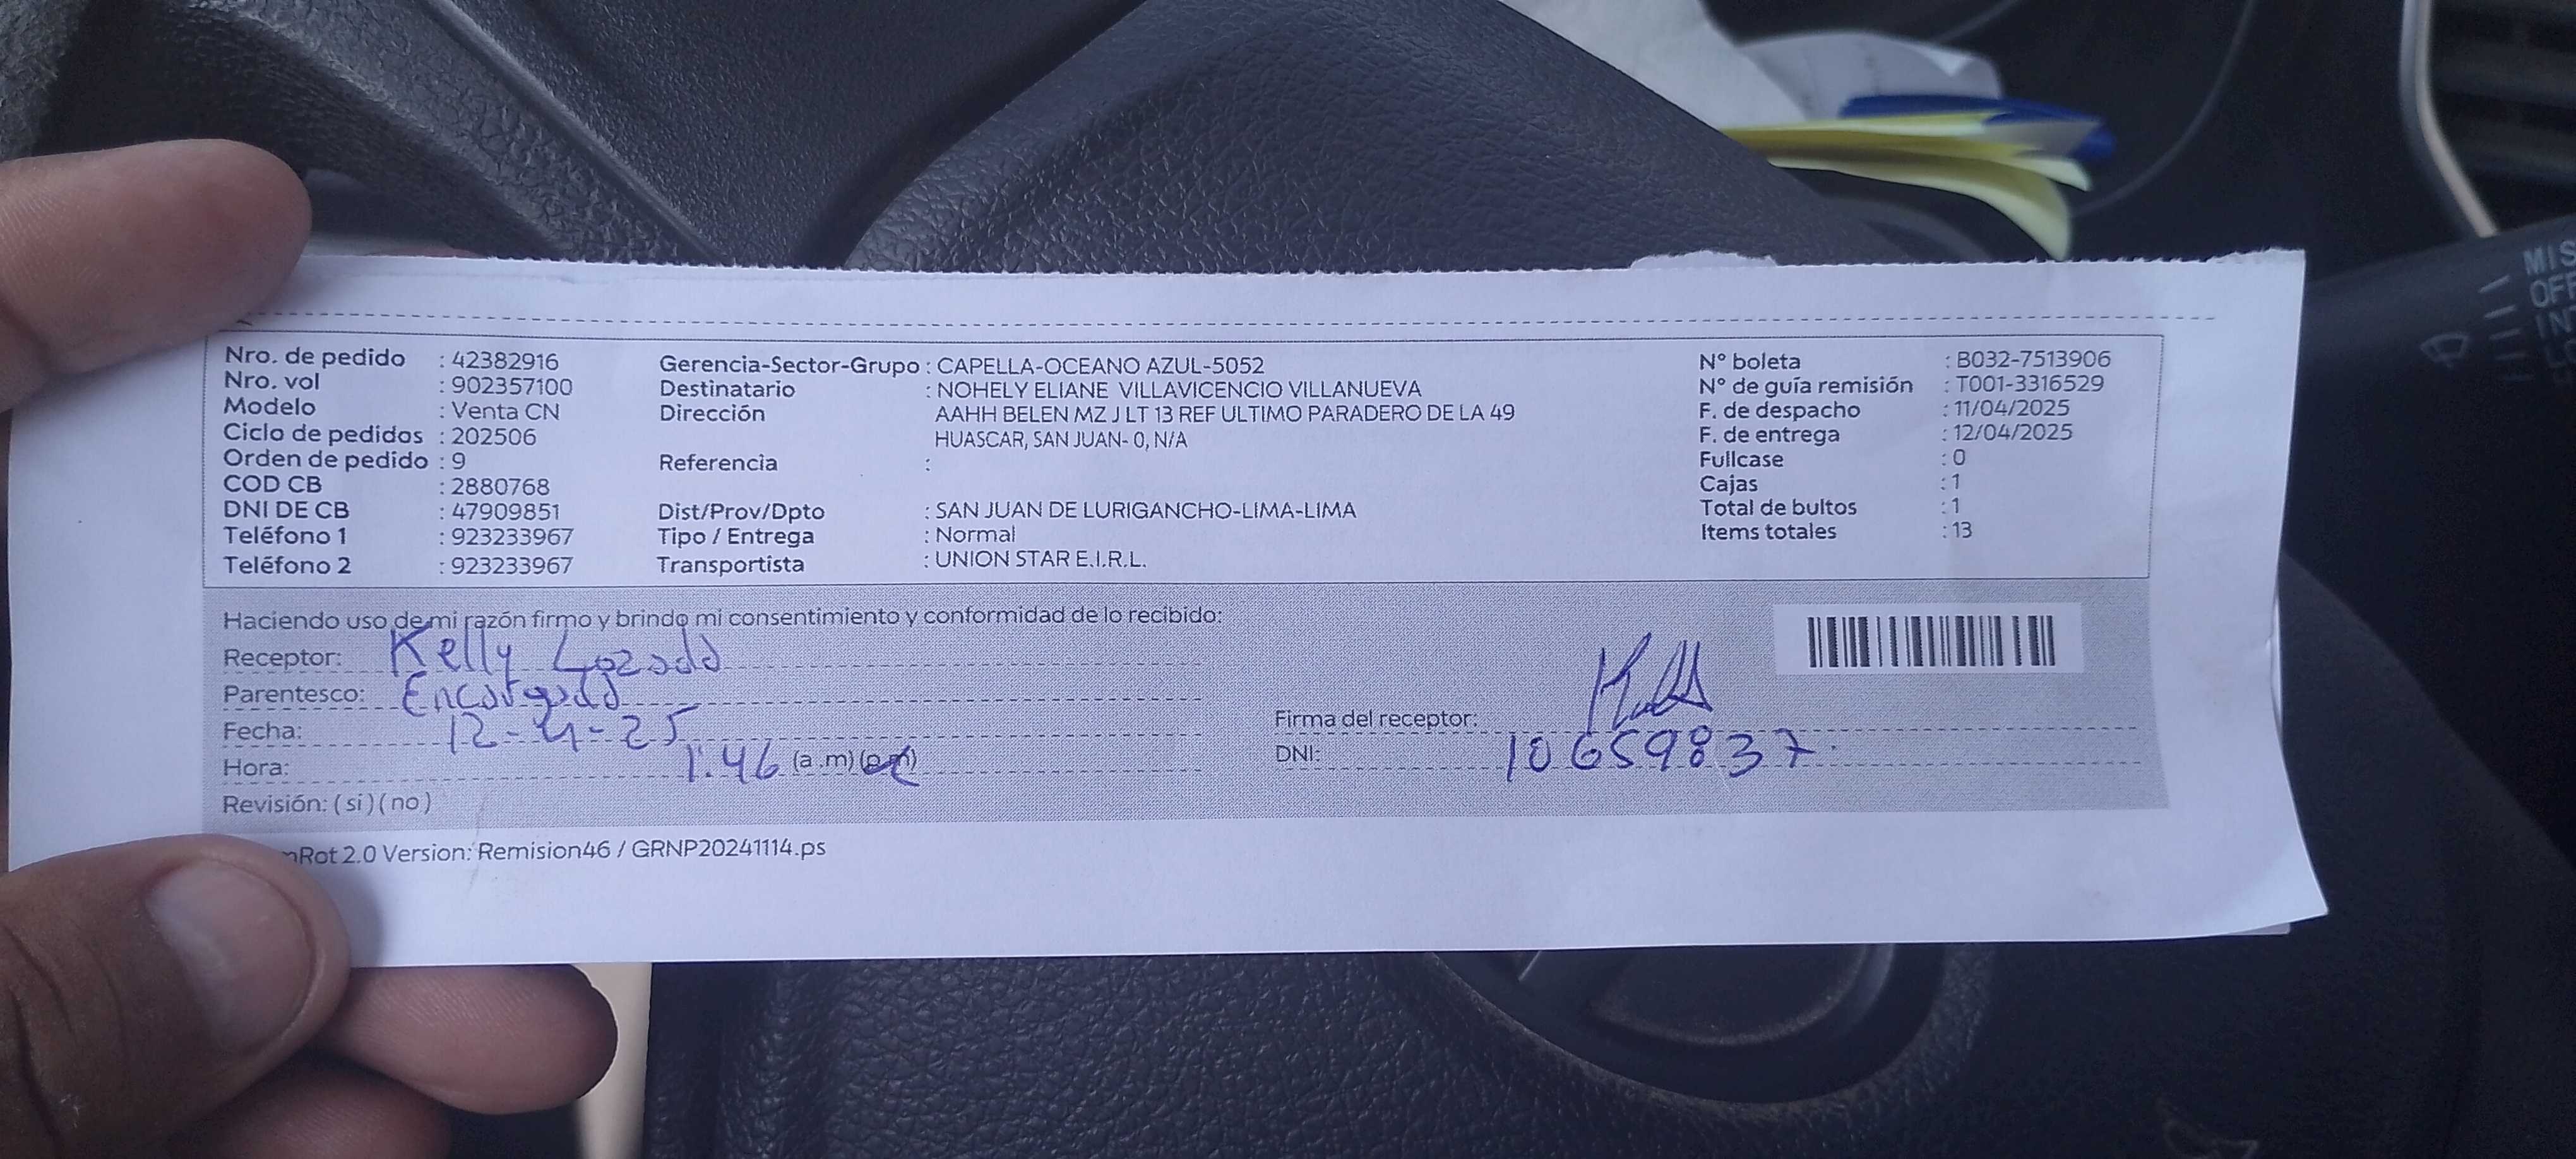 Nro. de pedido : 42382916
Nro. vol : 902357100
Modelo : Venta CN
Ciclo de pedidos : 202506
Orden de pedido : 9
COD CB : 2880768
DNI DE CB : 47909851
Teléfono 1 : 923233967
Teléfono 2 : 923233967
Gerencia-Sector-Grupo : CAPELLA-OCEANO AZUL-5052
Destinatario : NOHELY ELIANE VILLAVICENCIO VILLANUEVA
Dirección AAHH BELEN MZ J LT 13 REF ULTIMO PARADERO DE LA 49
HUASCAR, SAN JUAN- 0, N/A
Referencia :
Dist/Prov/Dpto : SAN JUAN DE LURIGANCHO-LIMA-LIMA
Tipo / Entrega : Normal
Transportista : UNION STAR E.I.R.L.
N° boleta : B032-7513906
N° de guía remisión : T001-3316529
F. de despacho : 11/04/2025
F. de entrega : 12/04/2025
Fullcase : 0
Cajas : 1
Total de bultos : 1
Items totales : 13
Haciendo uso de mi razón firmo y brindo mi consentimiento y conformidad de lo recibido:
Receptor: Kelly Lozada
Parentesco: Encargada
Fecha: 12-4-25
Hora: 1:46 (a.m) (p.m)
Revisión: (si) (no)
Firma del receptor:
DNI: 10659837
Rot 2.0 Version: Remision46 / GRNP20241114.ps
MIS
OFF
IN